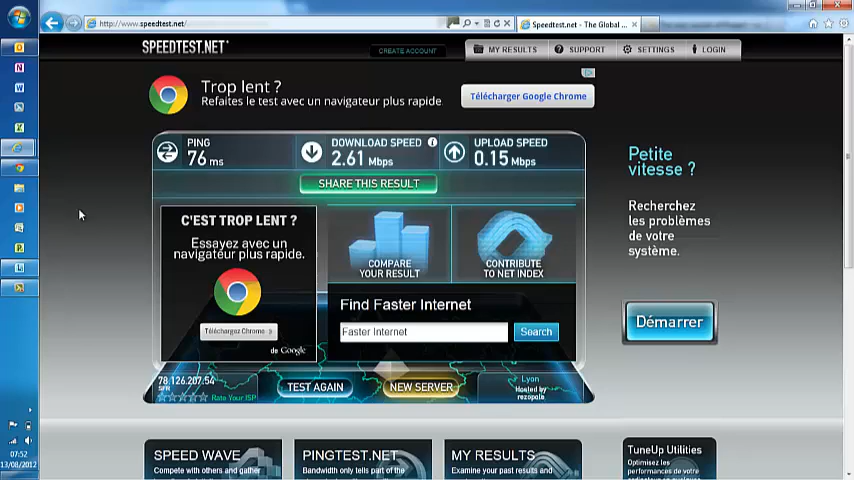 http://www.speedtest.net/
Speedtest.net - The Global ...
SPEEDTEST.NET
CREATE ACCOUNT
MY RESULTS
SUPPORT
SETTINGS
LOGIN
Trop lent ?
Refaites le test avec un navigateur plus rapide
Télécharger Google Chrome
PING
76 ms
DOWNLOAD SPEED
2.61 Mbps
UPLOAD SPEED
0.15 Mbps
SHARE THIS RESULT
C'EST TROP LENT ?
Essayez avec un
navigateur plus rapide.
Téléchargez Chrome
de Google
COMPARE
YOUR RESULT
CONTRIBUTE
TO NET INDEX
Find Faster Internet
Faster Internet
Search
Petite
vitesse ?
Recherchez
les problèmes
de votre
système.
Démarrer
78.126.207.54
SFR
Rate Your ISP
TEST AGAIN
NEW SERVER
Lyon
Hosted by
rezopole
SPEED WAVE
Compete with others and gather
PINGTEST.NET
Bandwidth only tells part of the
MY RESULTS
Examine your past results and
TuneUp Utilities
Optimisez les
performances de votre
07:52
13/08/2012